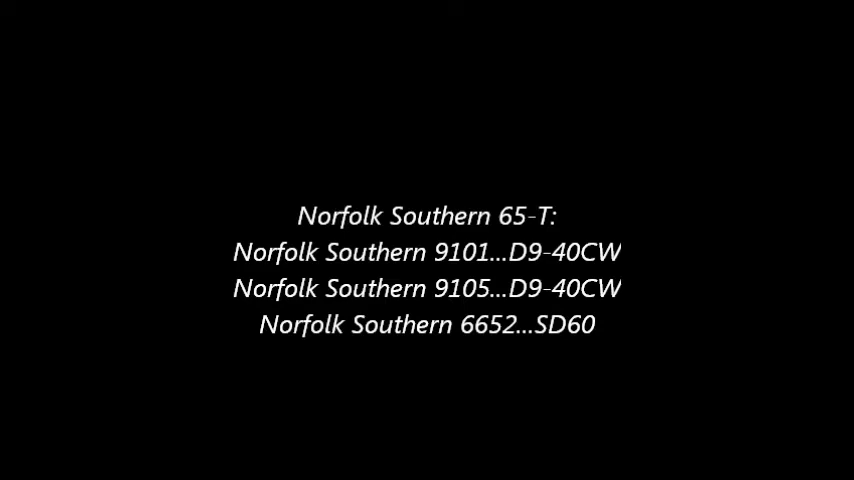 Norfolk Southern 65-T:
Norfolk Southern 9101...D9-40CW
Norfolk Southern 9105...D9-40CW
Norfolk Southern 6652...SD60